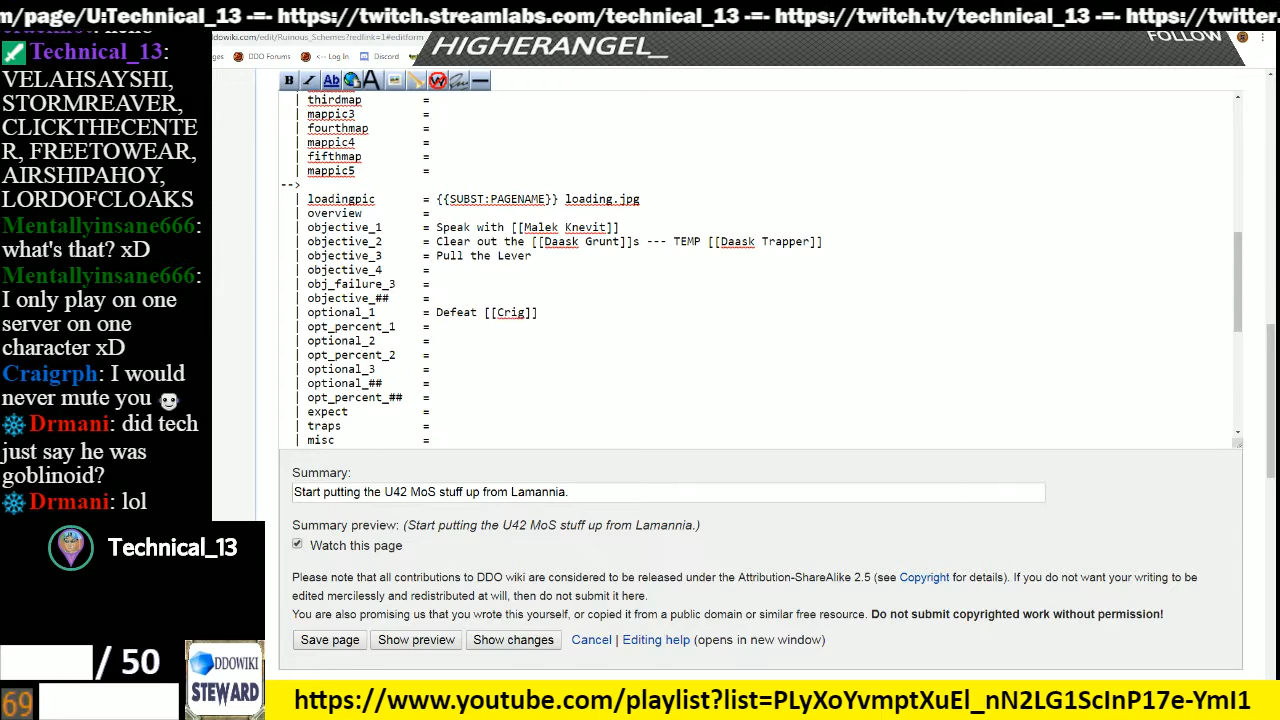 m/page/U:Technical_13 -=- https://twitch.streamlabs.com/technical_13 -=- https://twitch.tv/technical_13 -=- https://twitter.
Technical_13:
VELAHSAYSHI,
STORMREAVER,
CLICKTHECENTE
R, FREETOWEAR,
AIRSHIPAHOY,
LORDOFCLOAKS
Mentallyinsane666:
what's that? xD
Mentallyinsane666:
I only play on one
server on one
character xD
Craigrph: I would
never mute you
Drmani: did tech
just say he was
goblinoid?
Drmani: lol
Technical_13
/ 50
69
DDOWIKI
STEWARD
dowiki.com/edit/Ruinous_Schemes?redlink=1#editform
ges DDO Forums <-- Log In Discord
HIGHERANGEL_
FOLLOW
B I Ab A W
| thirdmap =
| mappic3 =
| fourthmap =
| mappic4 =
| fifthmap =
| mappic5 =
-->
| loadingpic = {{SUBST:PAGENAME}} loading.jpg
| overview =
| objective_1 = Speak with [[Malek Knevit]]
| objective_2 = Clear out the [[Daask Grunt]]s --- TEMP [[Daask Trapper]]
| objective_3 = Pull the Lever
| objective_4 =
| obj_failure_3 =
| objective_## =
| optional_1 = Defeat [[Crig]]
| opt_percent_1 =
| optional_2 =
| opt_percent_2 =
| optional_3 =
| optional_## =
| opt_percent_## =
| expect =
| traps =
| misc =
Summary:
Start putting the U42 MoS stuff up from Lamannia.
Summary preview: (Start putting the U42 MoS stuff up from Lamannia.)
Watch this page
Please note that all contributions to DDO wiki are considered to be released under the Attribution-ShareAlike 2.5 (see Copyright for details). If you do not want your writing to be
edited mercilessly and redistributed at will, then do not submit it here.
You are also promising us that you wrote this yourself, or copied it from a public domain or similar free resource. Do not submit copyrighted work without permission!
Save page Show preview Show changes Cancel | Editing help (opens in new window)
https://www.youtube.com/playlist?list=PLyXoYvmptXuEl_nN2LG1ScInP17e-YmI1